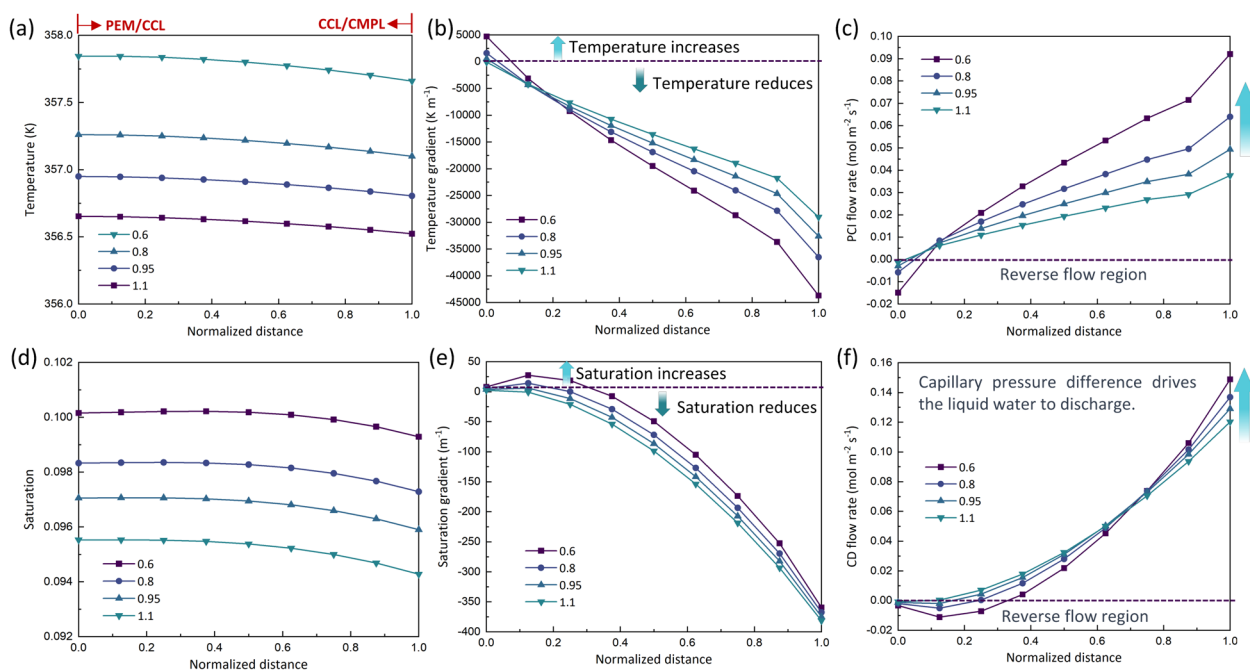 (a)
PEM/CCL
CCL/CMPL
358.0
357.5
357.0
356.5
356.0
Temperature (K)
0.6
0.8
0.95
1.1
0.0 0.2 0.4 0.6 0.8 1.0
Normalized distance
(b)
5000
0
-5000
-10000
-15000
-20000
-25000
-30000
-35000
-40000
-45000
Temperature gradient (K m⁻¹)
Temperature increases
Temperature reduces
0.6
0.8
0.95
1.1
0.0 0.2 0.4 0.6 0.8 1.0
Normalized distance
(c)
0.10
0.09
0.08
0.07
0.06
0.05
0.04
0.03
0.02
0.01
0.00
-0.01
-0.02
PCI flow rate (mol m⁻² s⁻¹)
0.6
0.8
0.95
1.1
Reverse flow region
0.0 0.2 0.4 0.6 0.8 1.0
Normalized distance
(d)
0.102
0.100
0.098
0.096
0.094
0.092
Saturation
0.6
0.8
0.95
1.1
0.0 0.2 0.4 0.6 0.8 1.0
Normalized distance
(e)
50
0
-50
-100
-150
-200
-250
-300
-350
-400
Saturation gradient (m⁻¹)
Saturation increases
Saturation reduces
0.6
0.8
0.95
1.1
0.0 0.2 0.4 0.6 0.8 1.0
Normalized distance
(f)
0.16
0.14
0.12
0.10
0.08
0.06
0.04
0.02
0.00
-0.02
CD flow rate (mol m⁻² s⁻¹)
Capillary pressure difference drives
the liquid water to discharge.
0.6
0.8
0.95
1.1
Reverse flow region
0.0 0.2 0.4 0.6 0.8 1.0
Normalized distance